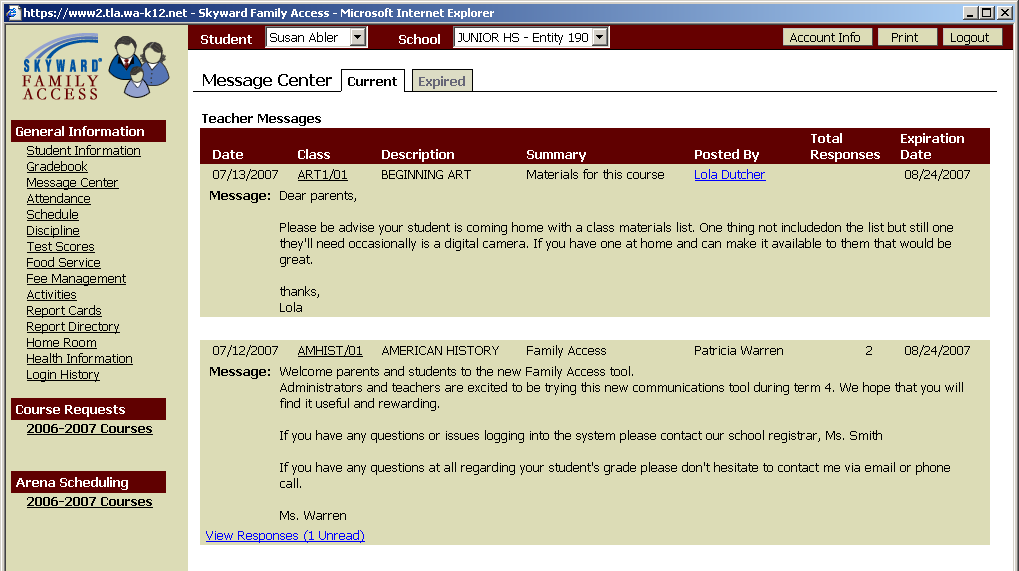 https://www2.tla.wa-k12.net - Skyward Family Access - Microsoft Internet Explorer
Student Susan Abler School JUNIOR HS - Entity 190 Account Info Print Logout
SKYWARD®
FAMILY
ACCESS
Message Center Current Expired
General Information
Student Information
Gradebook
Message Center
Attendance
Schedule
Discipline
Test Scores
Food Service
Fee Management
Activities
Report Cards
Report Directory
Home Room
Health Information
Login History
Course Requests
2006-2007 Courses
Arena Scheduling
2006-2007 Courses
Teacher Messages
Date Class Description Summary Posted By Total Responses Expiration Date
07/13/2007 ART1/01 BEGINNING ART Materials for this course Lola Dutcher 08/24/2007
Message: Dear parents,
Please be advise your student is coming home with a class materials list. One thing not includedon the list but still one
they'll need occasionally is a digital camera. If you have one at home and can make it available to them that would be
great.
thanks,
Lola
07/12/2007 AMHIST/01 AMERICAN HISTORY Family Access Patricia Warren 2 08/24/2007
Message: Welcome parents and students to the new Family Access tool.
Administrators and teachers are excited to be trying this new communications tool during term 4. We hope that you will
find it useful and rewarding.
If you have any questions or issues logging into the system please contact our school registrar, Ms. Smith
If you have any questions at all regarding your student's grade please don't hesitate to contact me via email or phone
call.
Ms. Warren
View Responses (1 Unread)